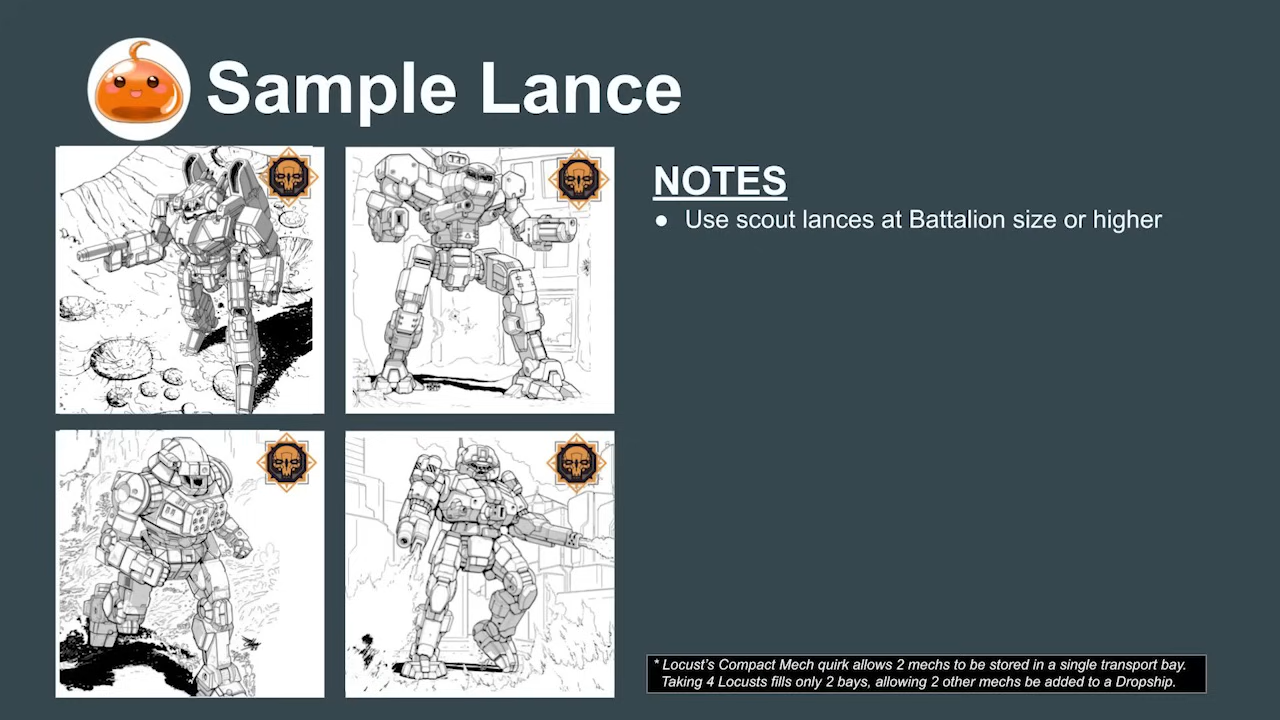 Sample Lance
NOTES
● Use scout lances at Battalion size or higher
* Locust's Compact Mech quirk allows 2 mechs to be stored in a single transport bay.
Taking 4 Locusts fills only 2 bays, allowing 2 other mechs be added to a Dropship.